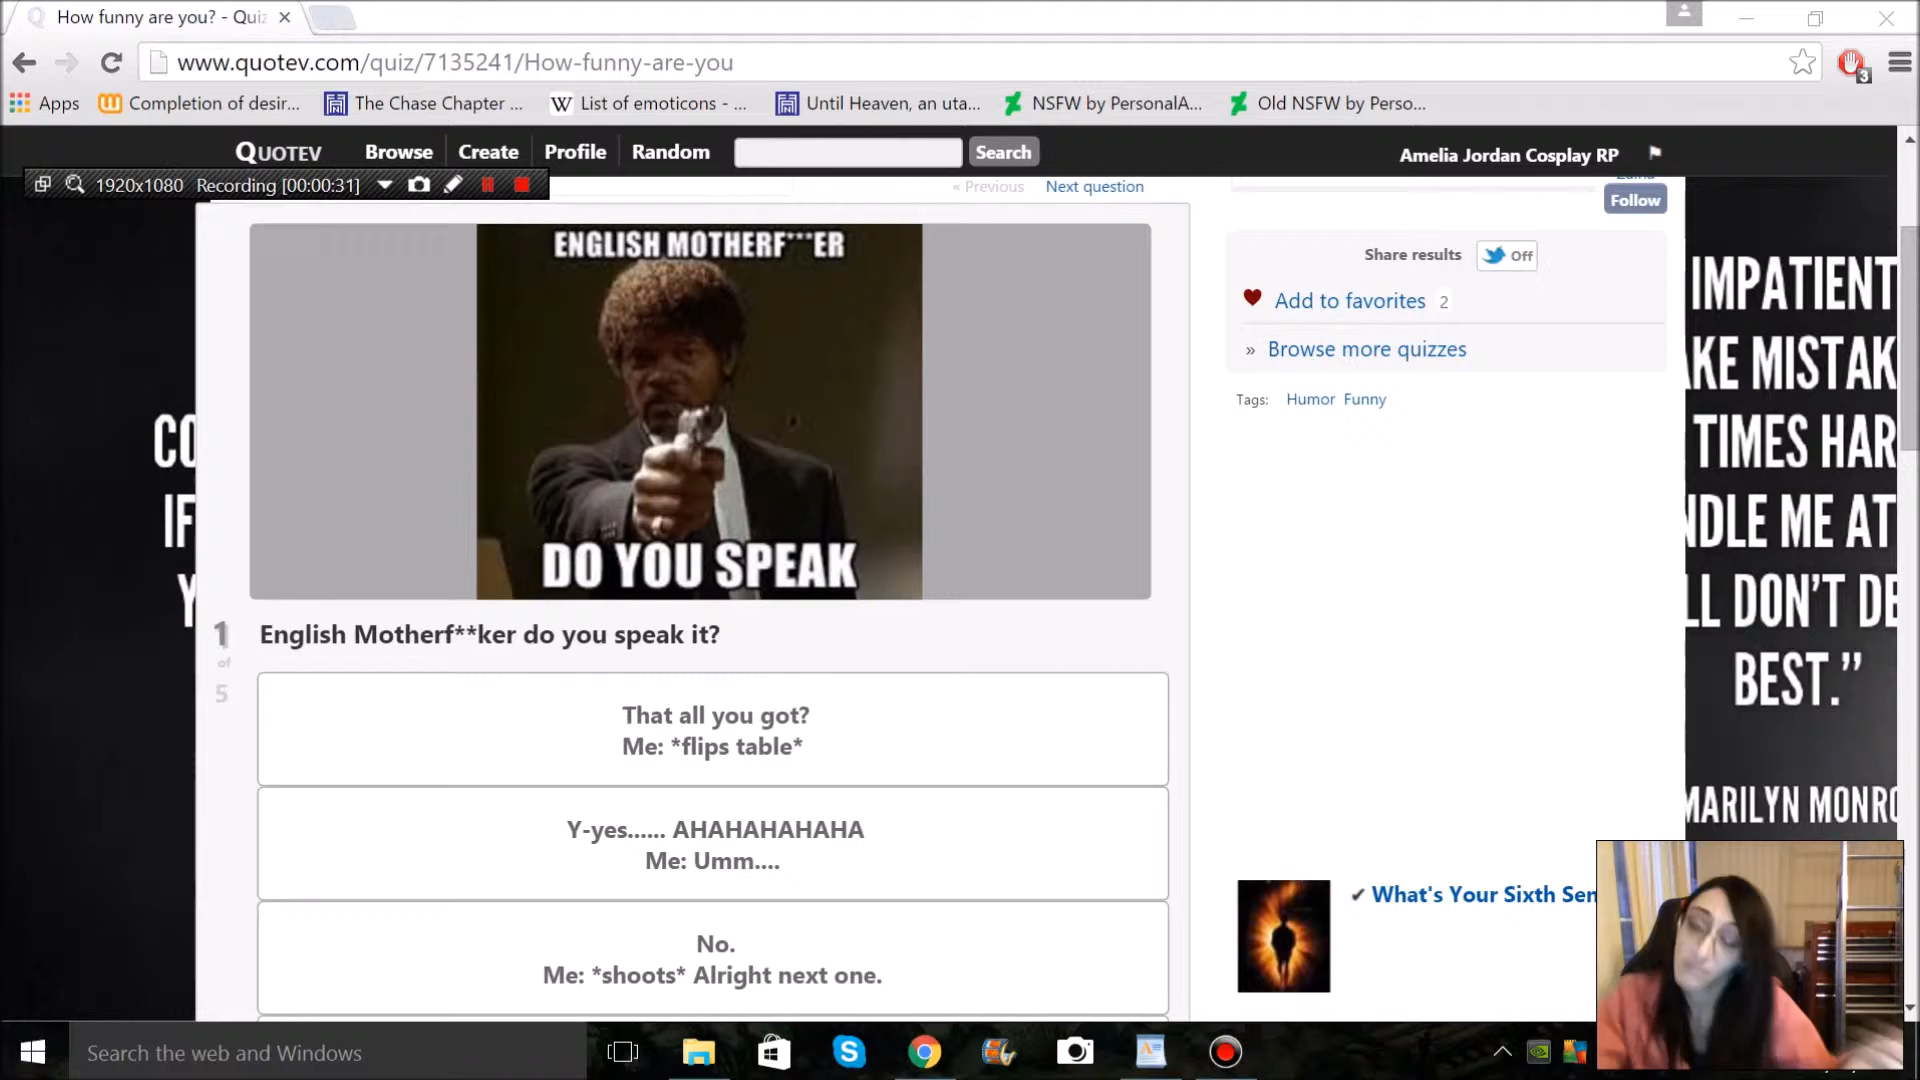 How funny are you? - Quiz
www.quotev.com/quiz/7135241/How-funny-are-you
3
Apps
Completion of desir...
The Chase Chapter ...
W List of emoticons - ...
Until Heaven, an uta...
NSFW by PersonalA...
Old NSFW by Perso...
QUOTEV
Browse
Create
Profile
Random
Search
Amelia Jordan Cosplay RP
1920x1080
Recording [00:00:31]
« Previous
Next question
Follow
ENGLISH MOTHERF***ER
DO YOU SPEAK
Share results
Off
Add to favorites 2
» Browse more quizzes
Tags: Humor Funny
1
of
5
English Motherf**ker do you speak it?
That all you got?
Me: *flips table*
Y-yes...... AHAHAHAHAHA
Me: Umm....
No.
Me: *shoots* Alright next one.
✔ What's Your Sixth Sen
CO
IF
Y
IMPATIENT
AKE MISTAK
TIMES HAR
NDLE ME AT
LL DON'T DE
BEST.”
MARILYN MONRO
Search the web and Windows